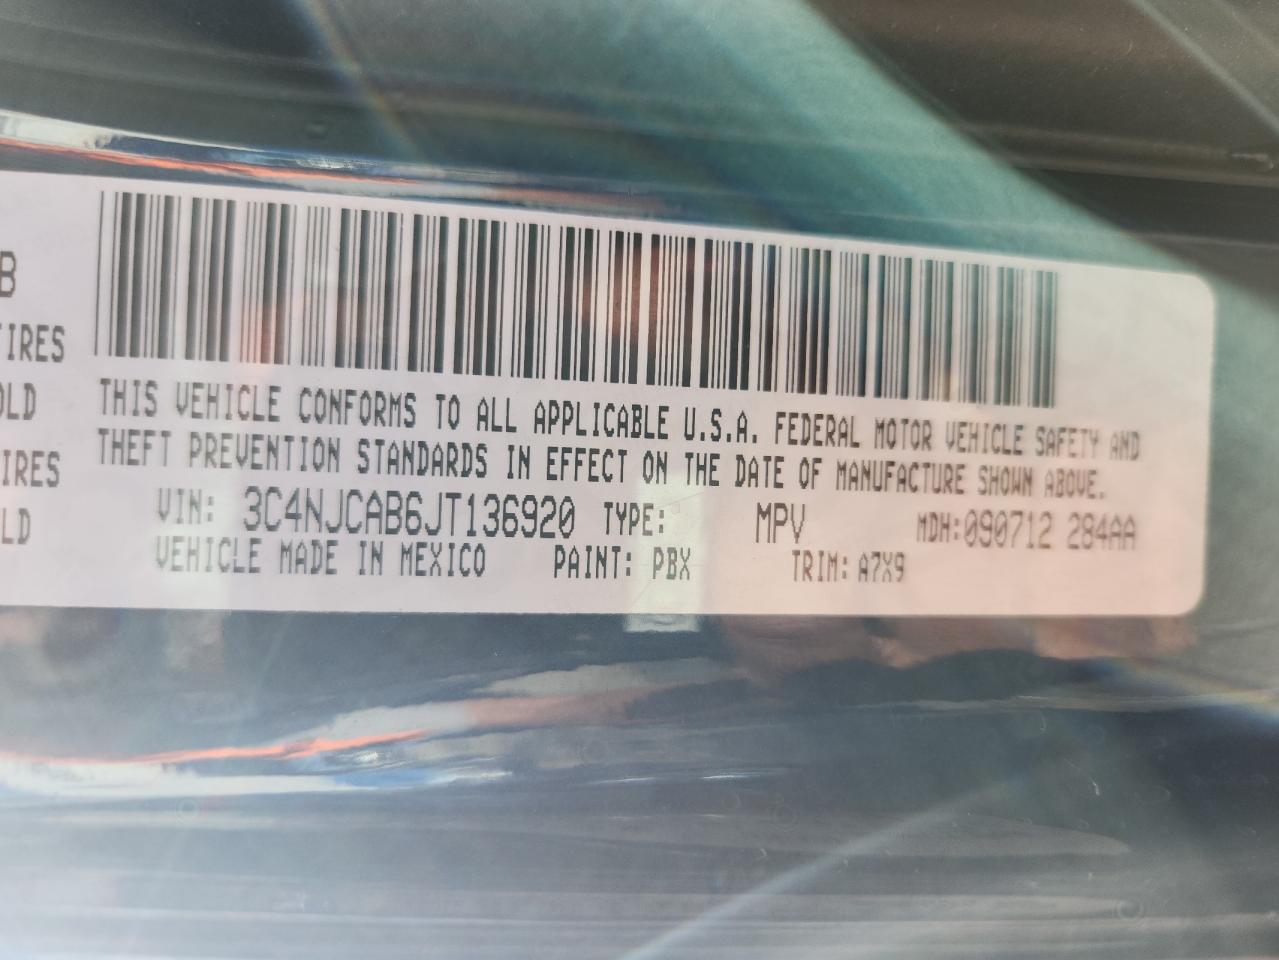 B
TIRES
OLD
IRES
LD
THIS VEHICLE CONFORMS TO ALL APPLICABLE U.S.A. FEDERAL MOTOR VEHICLE SAFETY AND
THEFT PREVENTION STANDARDS IN EFFECT ON THE DATE OF MANUFACTURE SHOWN ABOVE.
VIN: 3C4NJCAB6JT136920 TYPE: MPV MDH:090712 284AA
VEHICLE MADE IN MEXICO PAINT: PBX TRIM: A7X9